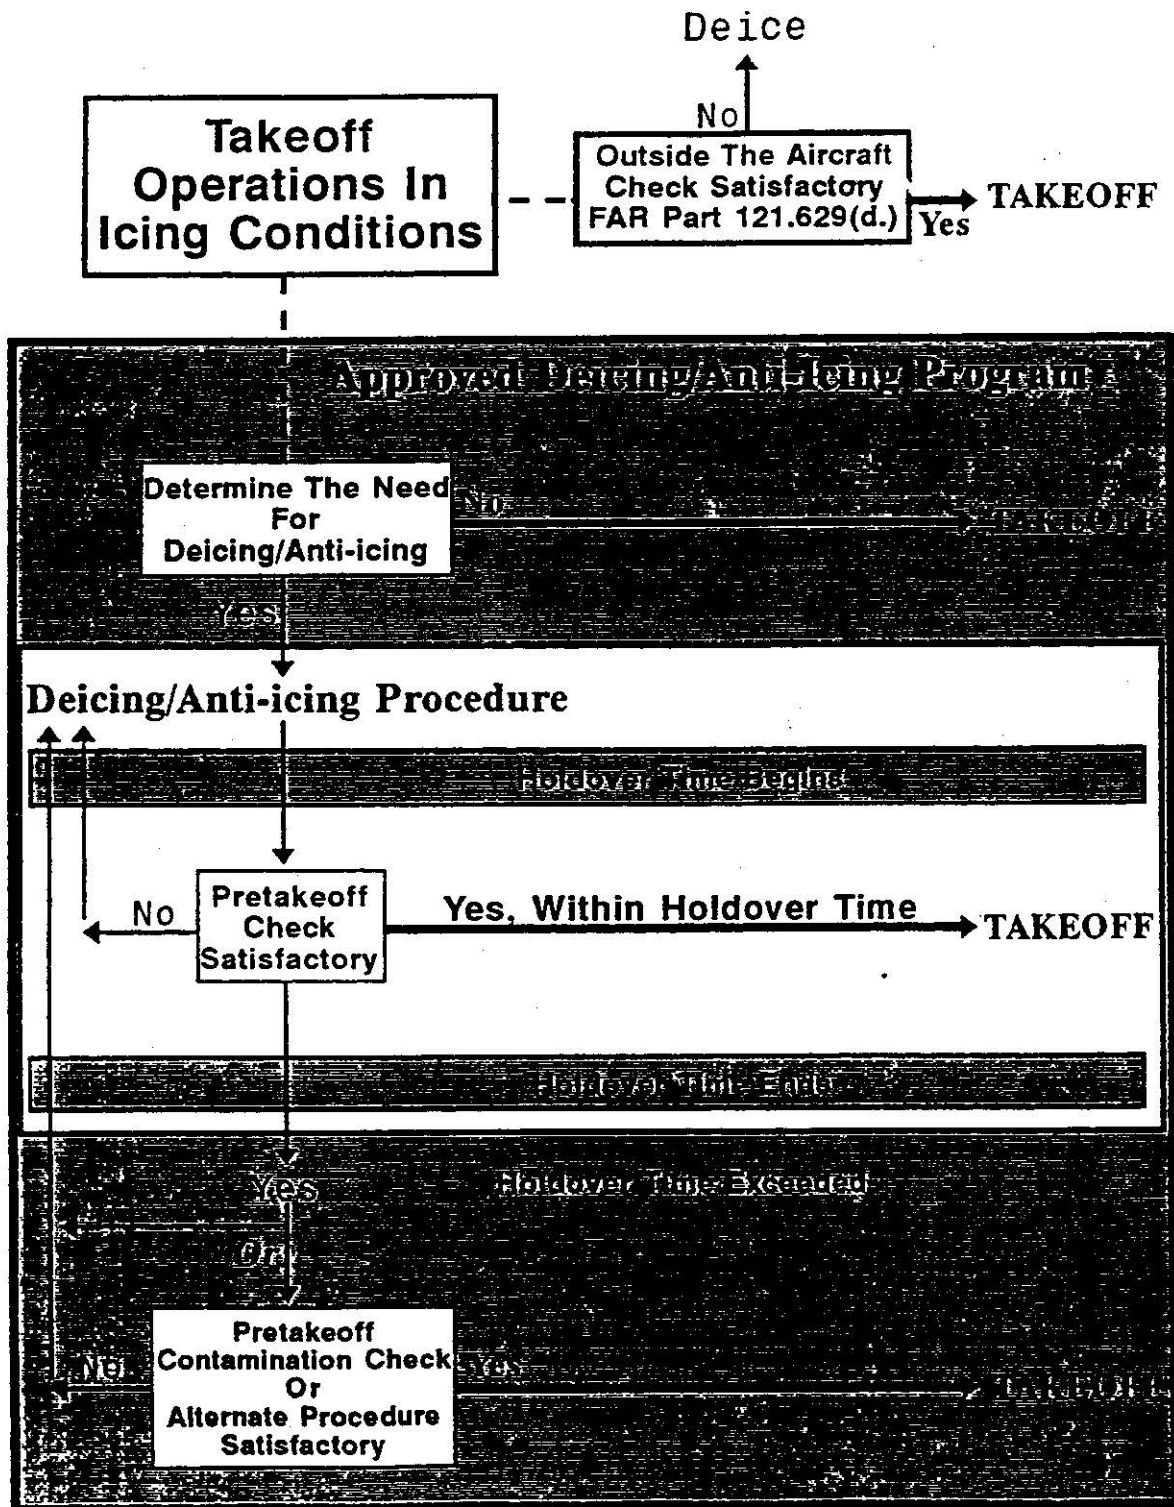 Deice
No
Takeoff
Operations In
Icing Conditions
Outside The Aircraft
Check Satisfactory
FAR Part 121.629(d.)
Yes
TAKEOFF
Approved Deicing/Anti-Icing Program
Determine The Need
For
Deicing/Anti-icing
No
TAKEOFF
Yes
Deicing/Anti-icing Procedure
Holdover Time Begins
No
Pretakeoff
Check
Satisfactory
Yes, Within Holdover Time
TAKEOFF
Holdover Time Ends
Yes
Holdover Time Exceeded
Or
No
Pretakeoff
Contamination Check
Or
Alternate Procedure
Satisfactory
Yes
TAKEOFF